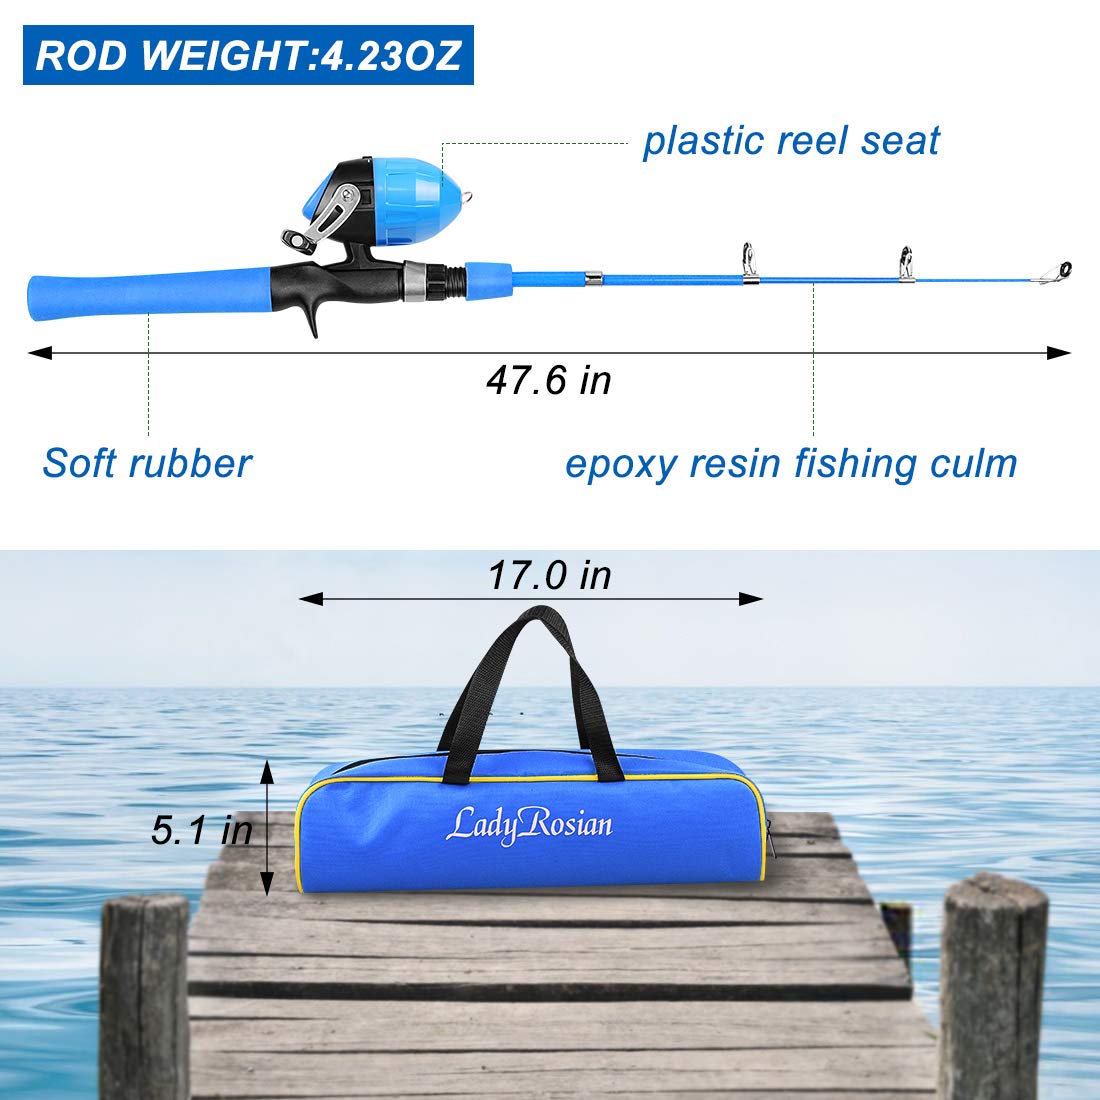 ROD WEIGHT:4.23OZ
plastic reel seat
47.6 in
Soft rubber
epoxy resin fishing culm
17.0 in
5.1 in
LadyRosian